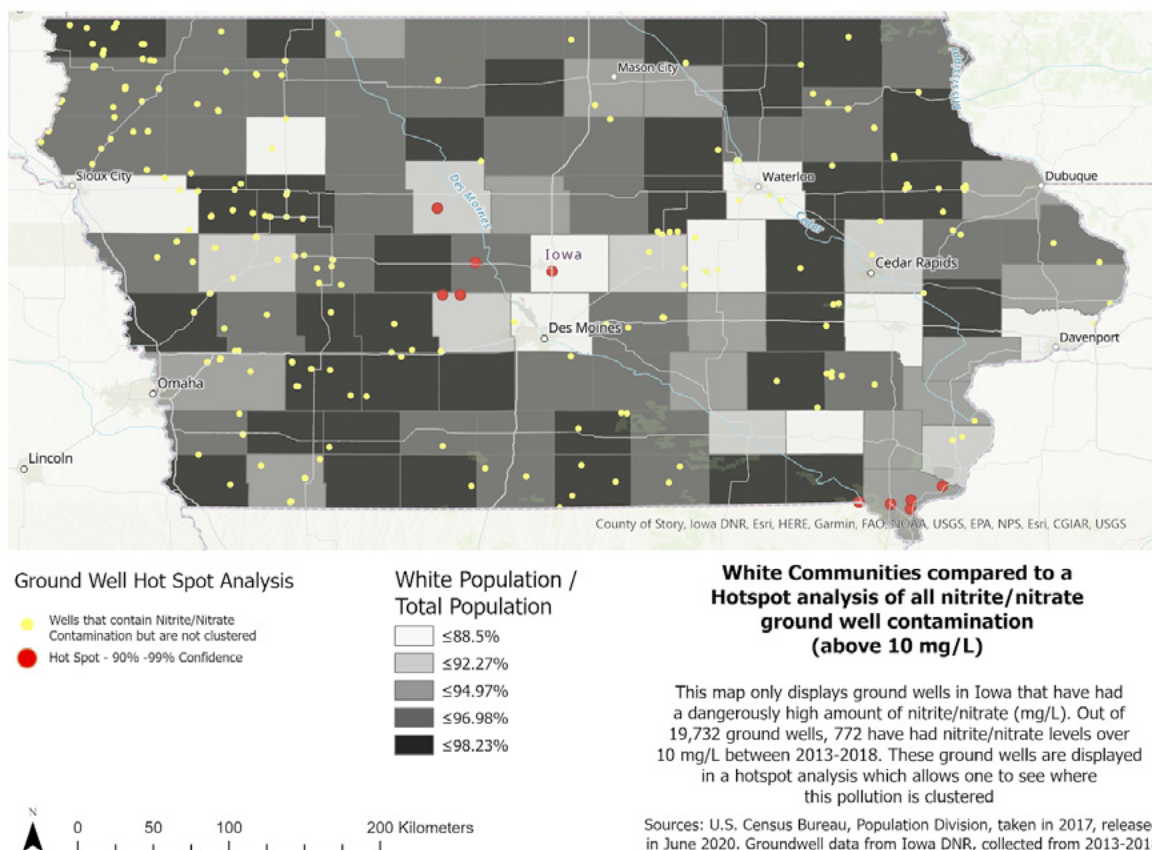 Mason City
Mississippi
Sioux City
Waterloo
Dubuque
Des Moines
Cedar
Iowa
Cedar Rapids
Des Moines
Davenport
Omaha
Lincoln
County of Story, Iowa DNR, Esri, HERE, Garmin, FAO, NOAA, USGS, EPA, NPS, Esri, CGIAR, USGS
Ground Well Hot Spot Analysis
Wells that contain Nitrite/Nitrate
Contamination but are not clustered
Hot Spot - 90% -99% Confidence
White Population /
Total Population
≤88.5%
≤92.27%
≤94.97%
≤96.98%
≤98.23%
White Communities compared to a
Hotspot analysis of all nitrite/nitrate
ground well contamination
(above 10 mg/L)
This map only displays ground wells in Iowa that have had
a dangerously high amount of nitrite/nitrate (mg/L). Out of
19,732 ground wells, 772 have had nitrite/nitrate levels over
10 mg/L between 2013-2018. These ground wells are displayed
in a hotspot analysis which allows one to see where
this pollution is clustered
Sources: U.S. Census Bureau, Population Division, taken in 2017, released
in June 2020. Groundwell data from Iowa DNR, collected from 2013-2018
N
0 50 100 200 Kilometers